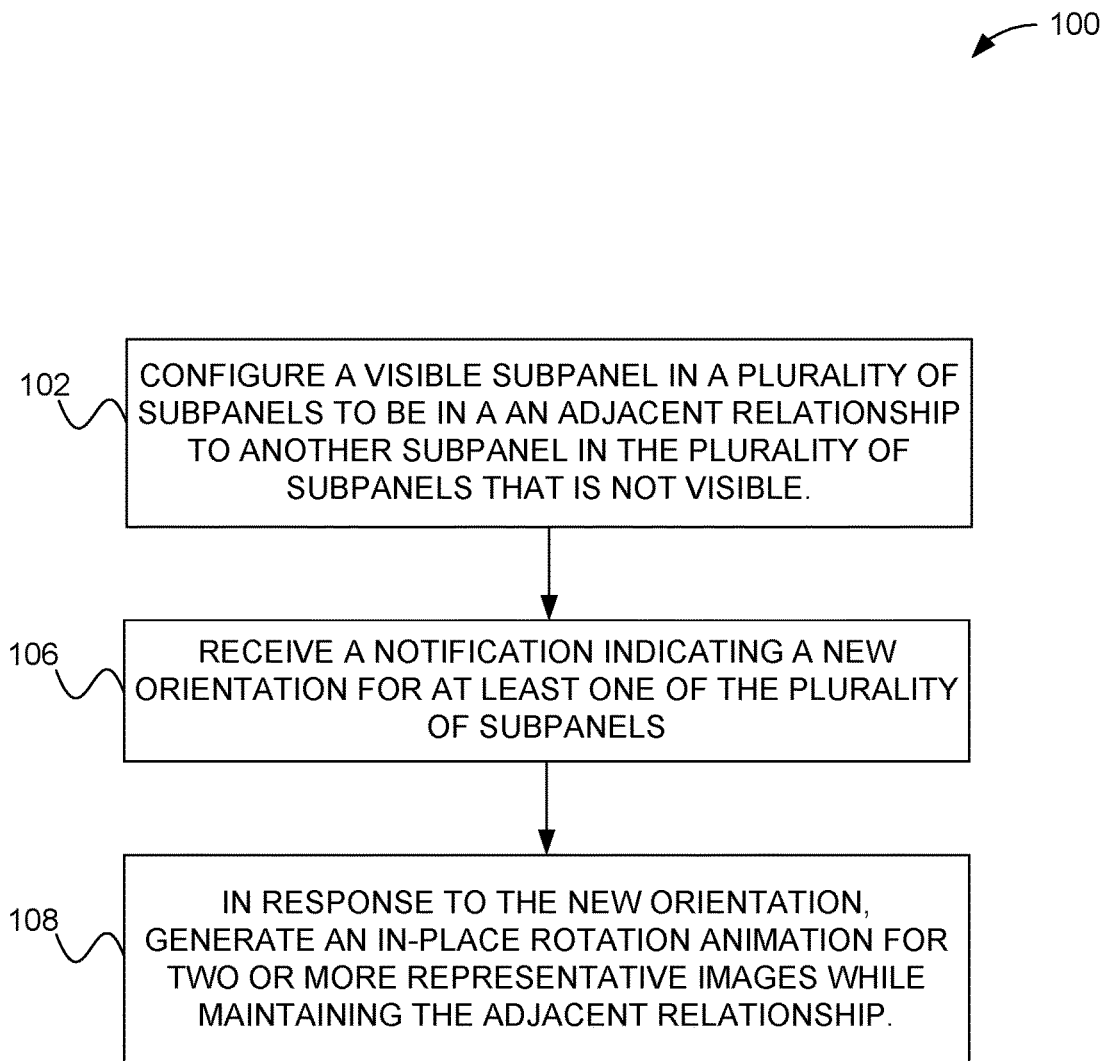 100
102
CONFIGURE A VISIBLE SUBPANEL IN A PLURALITY OF
SUBPANELS TO BE IN A AN ADJACENT RELATIONSHIP
TO ANOTHER SUBPANEL IN THE PLURALITY OF
SUBPANELS THAT IS NOT VISIBLE.
106
RECEIVE A NOTIFICATION INDICATING A NEW
ORIENTATION FOR AT LEAST ONE OF THE PLURALITY
OF SUBPANELS
108
IN RESPONSE TO THE NEW ORIENTATION,
GENERATE AN IN-PLACE ROTATION ANIMATION FOR
TWO OR MORE REPRESENTATIVE IMAGES WHILE
MAINTAINING THE ADJACENT RELATIONSHIP.